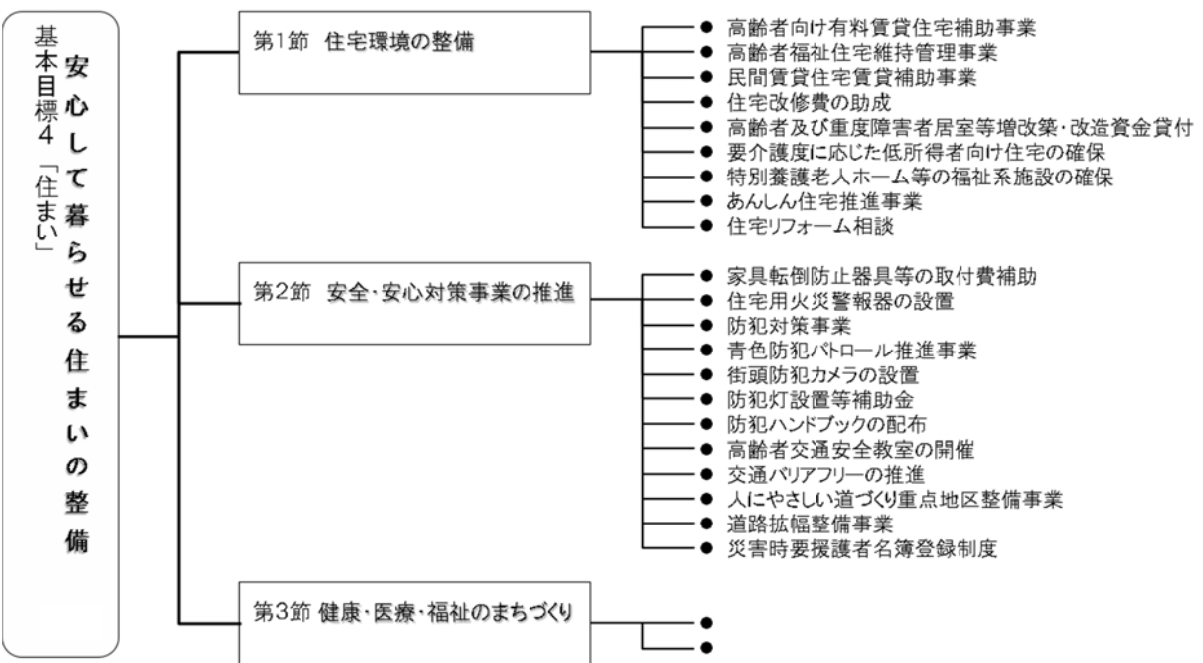 基本目標4「住まい」
安心して暮らせる住まいの整備
第1節 住宅環境の整備
● 高齢者向け有料賃貸住宅補助事業
● 高齢者福祉住宅維持管理事業
● 民間賃貸住宅賃貸補助事業
● 住宅改修費の助成
● 高齢者及び重度障害者居室等増改築・改造資金貸付
● 要介護度に応じた低所得者向け住宅の確保
● 特別養護老人ホーム等の福祉系施設の確保
● あんしん住宅推進事業
● 住宅リフォーム相談
第2節 安全・安心対策事業の推進
● 家具転倒防止器具等の取付費補助
● 住宅用火災警報器の設置
● 防犯対策事業
● 青色防犯パトロール推進事業
● 街頭防犯カメラの設置
● 防犯灯設置等補助金
● 防犯ハンドブックの配布
● 高齢者交通安全教室の開催
● 交通バリアフリーの推進
● 人にやさしい道づくり重点地区整備事業
● 道路拡幅整備事業
● 災害時要援護者名簿登録制度
第3節 健康・医療・福祉のまちづくり